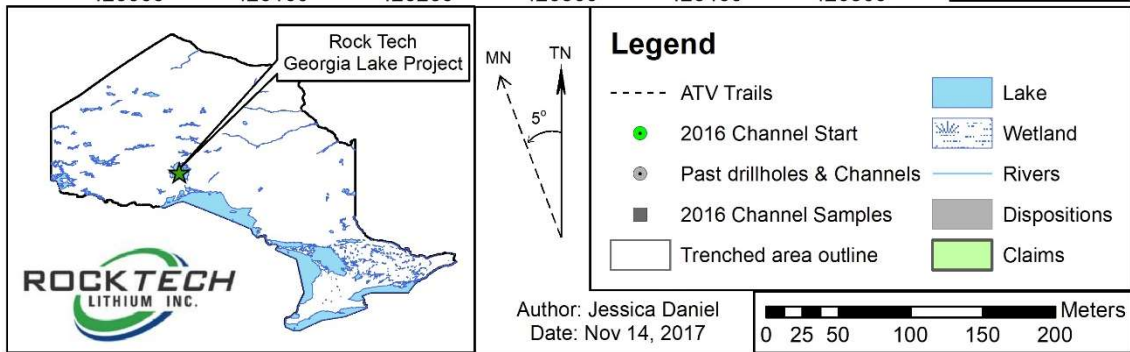 Rock Tech
Georgia Lake Project
ROCKTECH
LITHIUM INC.
MN
TN
5°
Author: Jessica Daniel
Date: Nov 14, 2017
Legend
ATV Trails
2016 Channel Start
Past drillholes & Channels
2016 Channel Samples
Trenched area outline
Lake
Wetland
Rivers
Dispositions
Claims
Meters
0 25 50 100 150 200